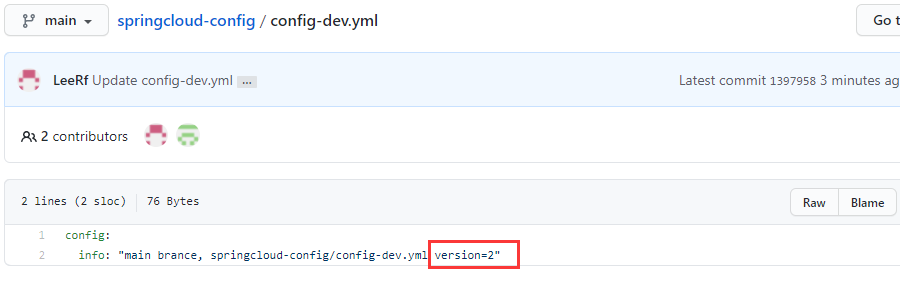 main springcloud-config / config-dev.yml Go t
LeeRf Update config-dev.yml ... Latest commit 1397958 3 minutes ag
2 contributors
2 lines (2 sloc) 76 Bytes Raw Blame
1 config:
2 info: "main brance, springcloud-config/config-dev.yml version=2"